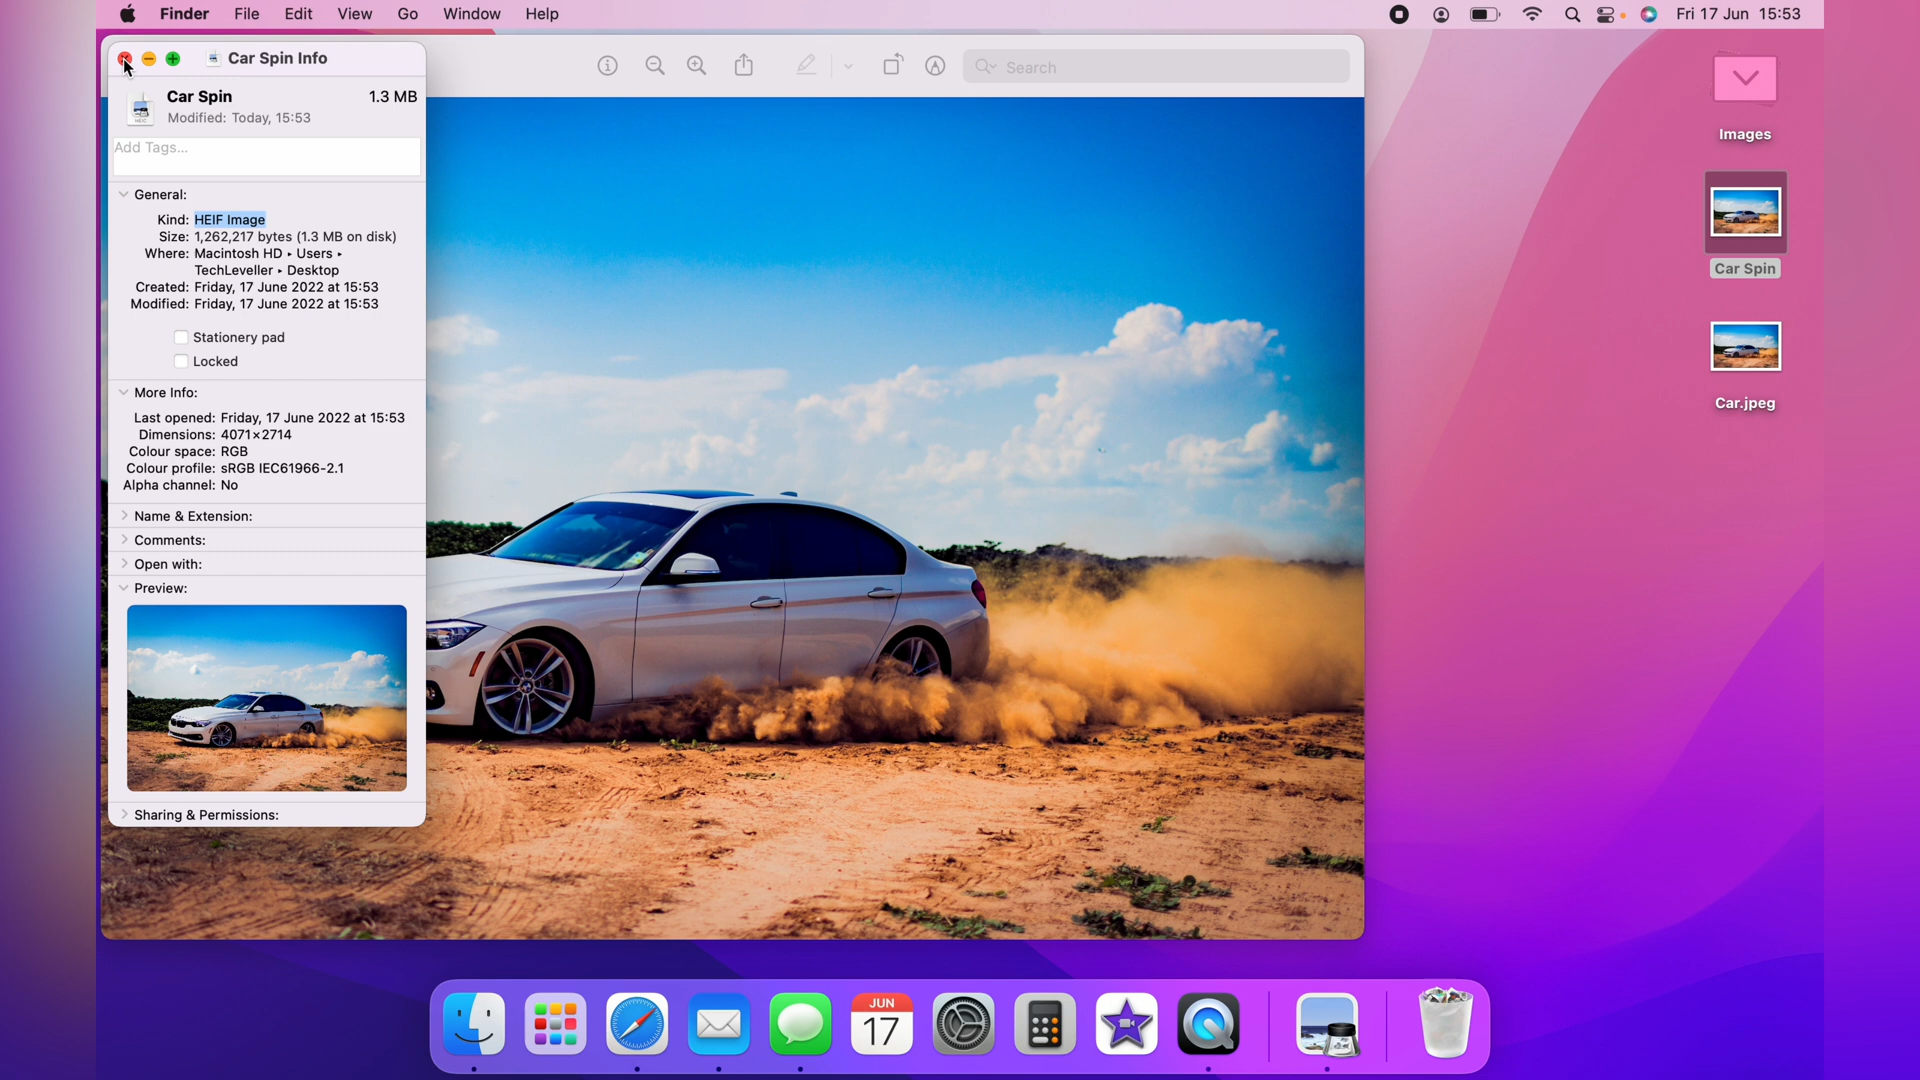 Finder File Edit View Go Window Help Fri 17 Jun 15:53
Car Spin Info
Search
Car Spin 1.3 MB
Modified: Today, 15:53
Add Tags...
General:
Kind: HEIF Image
Size: 1,262,217 bytes (1.3 MB on disk)
Where: Macintosh HD ▸ Users ▸
TechLeveller ▸ Desktop
Created: Friday, 17 June 2022 at 15:53
Modified: Friday, 17 June 2022 at 15:53
Stationery pad
Locked
More Info:
Last opened: Friday, 17 June 2022 at 15:53
Dimensions: 4071×2714
Colour space: RGB
Colour profile: sRGB IEC61966-2.1
Alpha channel: No
Name & Extension:
Comments:
Open with:
Preview:
Sharing & Permissions:
Images
Car Spin
Car.jpeg
JUN
17